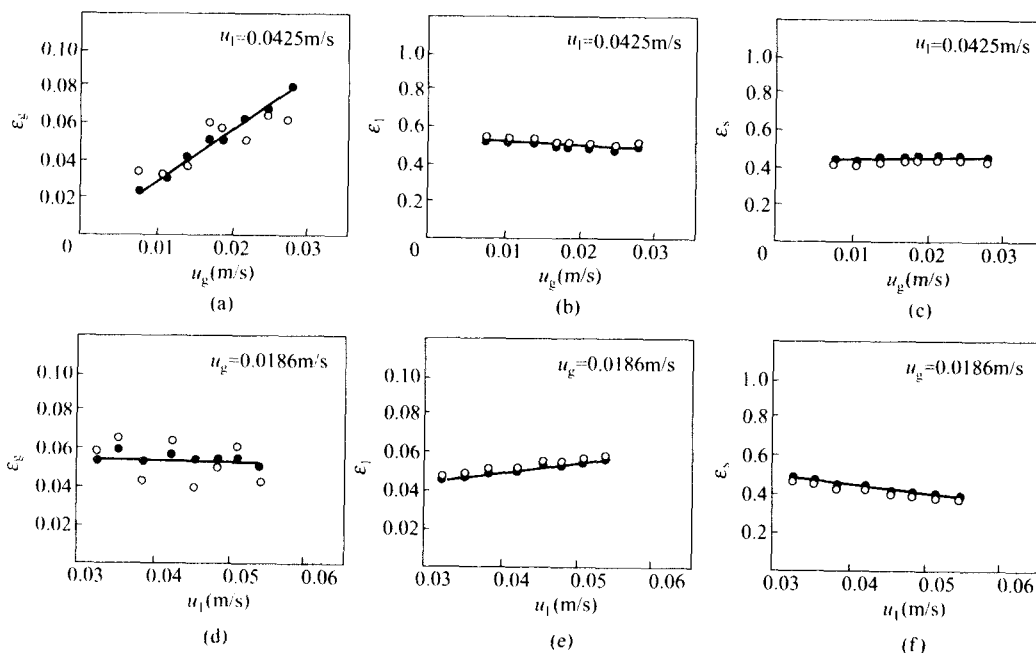 u_l=0.0425m/s
0.10
0.08
0.06
0.04
0.02
0
ε_g
0.01
0.02
0.03
u_g(m/s)
(a)
u_l=0.0425m/s
1.0
0.8
0.6
0.4
0.2
0
ε_l
0.01
0.02
0.03
u_g(m/s)
(b)
u_l=0.0425m/s
1.0
0.8
0.6
0.4
0.2
0
ε_s
0.01
0.02
0.03
u_g(m/s)
(c)
u_g=0.0186m/s
0.10
0.08
0.06
0.04
0.02
ε_g
0.03
0.04
0.05
0.06
u_l(m/s)
(d)
u_g=0.0186m/s
0.10
0.08
0.06
0.04
0.02
ε_l
0.03
0.04
0.05
0.06
u_l(m/s)
(e)
u_g=0.0186m/s
1.0
0.8
0.6
0.4
0.2
ε_s
0.03
0.04
0.05
0.06
u_l(m/s)
(f)